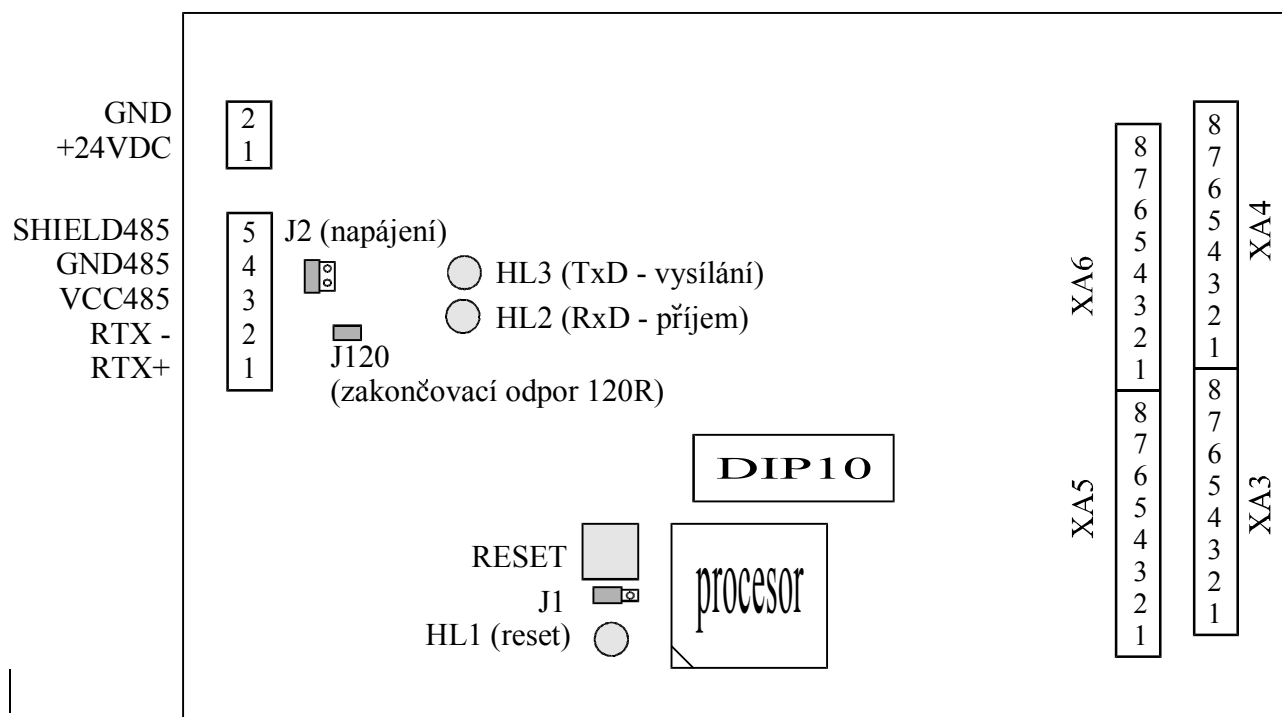 GND
+24VDC
2
1
SHIELD485
GND485
VCC485
RTX -
RTX+
5
4
3
2
1
J2 (napájení)
HL3 (TxD - vysílání)
HL2 (RxD - příjem)
J120
(zakončovací odpor 120R)
DIP10
RESET
J1
HL1 (reset)
procesor
XA6
8
7
6
5
4
3
2
1
XA5
8
7
6
5
4
3
2
1
8
7
6
5
4
3
2
1
XA4
8
7
6
5
4
3
2
1
XA3